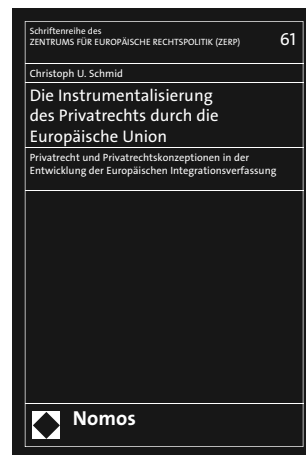 Schriftenreihe des
ZENTRUMS FÜR EUROPÄISCHE RECHTSPOLITIK (ZERP) 61
Christoph U. Schmid
Die Instrumentalisierung
des Privatrechts durch die
Europäische Union
Privatrecht und Privatrechtskonzeptionen in der
Entwicklung der Europäischen Integrationsverfassung
Nomos